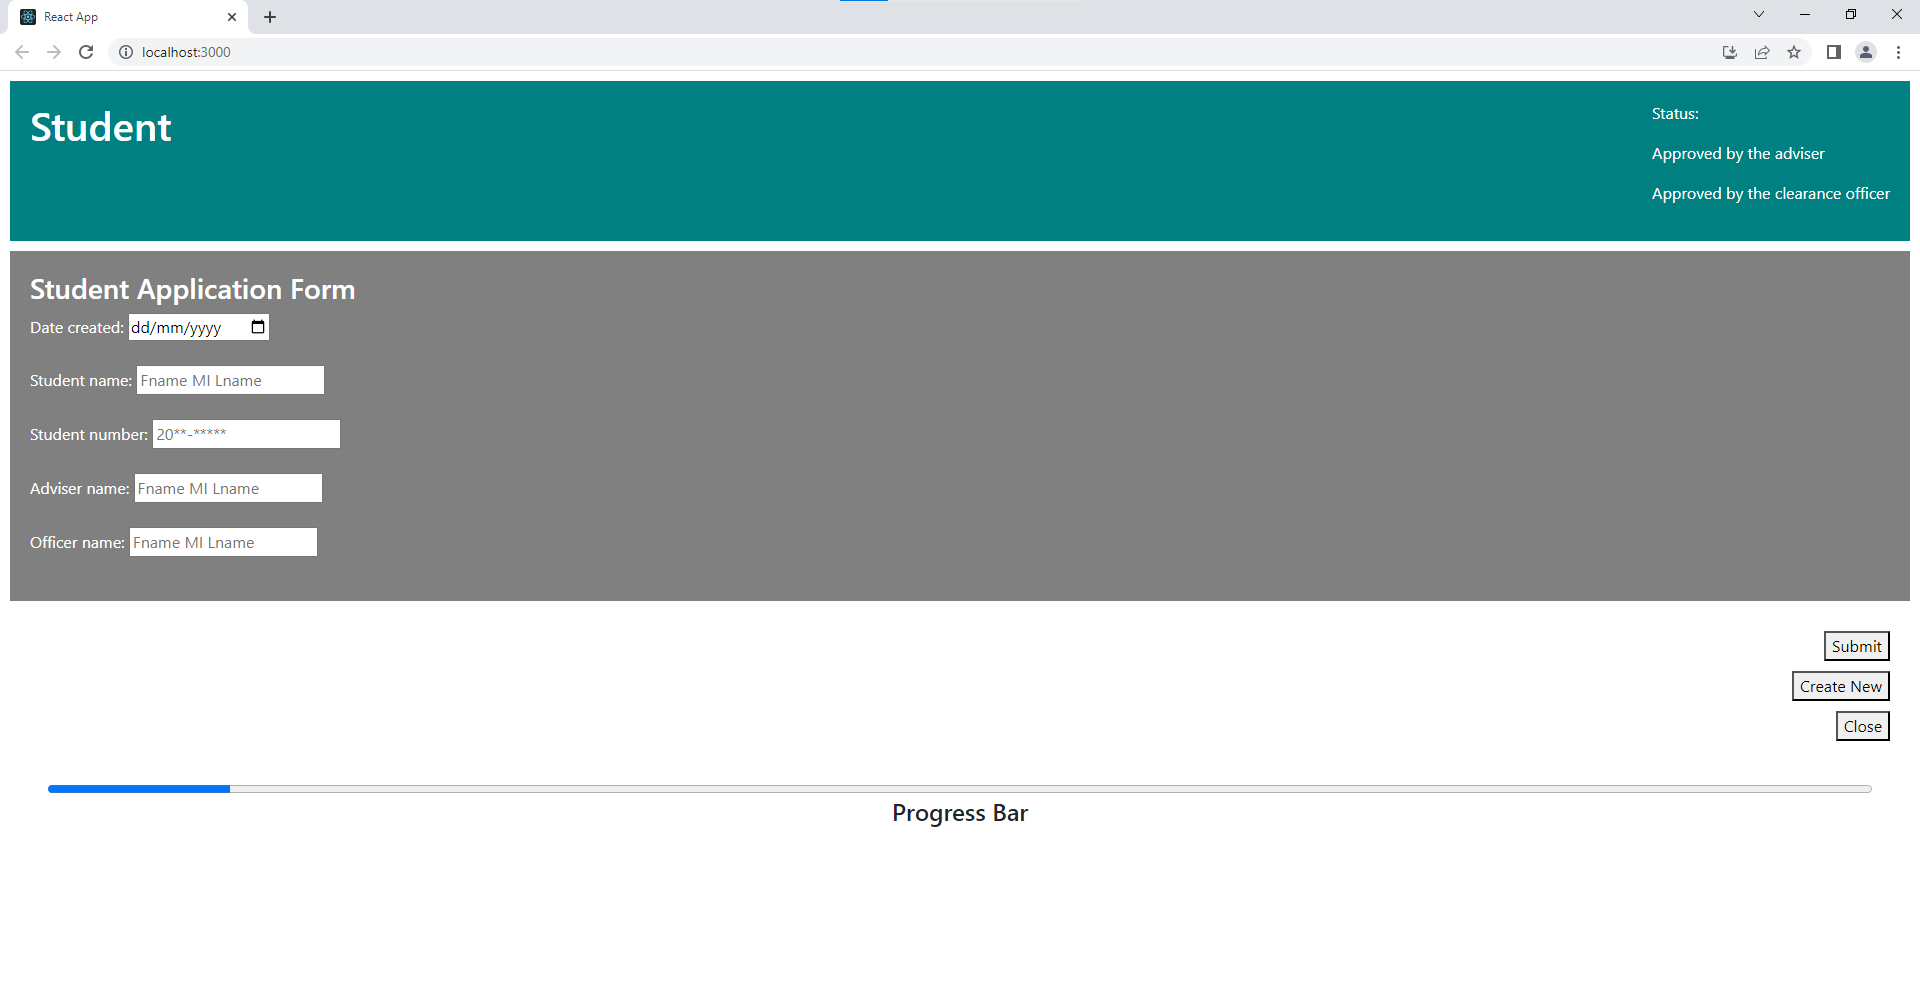 React App
localhost:3000
Student
Status:
Approved by the adviser
Approved by the clearance officer
Student Application Form
Date created: dd/mm/yyyy
Student name: Fname MI Lname
Student number: 20**-*****
Adviser name: Fname MI Lname
Officer name: Fname MI Lname
Submit
Create New
Close
Progress Bar